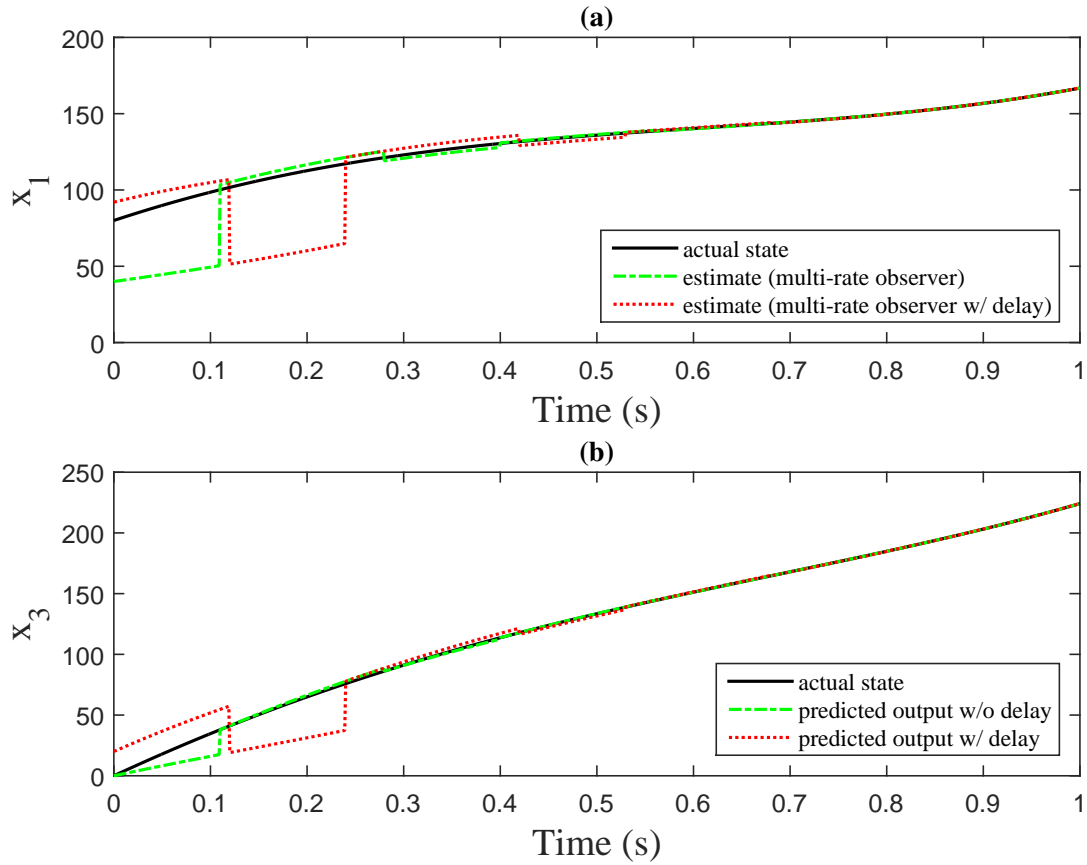 (a)
200
150
100
50
0
x1
actual state
estimate (multi-rate observer)
estimate (multi-rate observer w/ delay)
0 0.1 0.2 0.3 0.4 0.5 0.6 0.7 0.8 0.9 1
Time (s)
(b)
250
200
150
100
50
0
x3
actual state
predicted output w/o delay
predicted output w/ delay
0 0.1 0.2 0.3 0.4 0.5 0.6 0.7 0.8 0.9 1
Time (s)